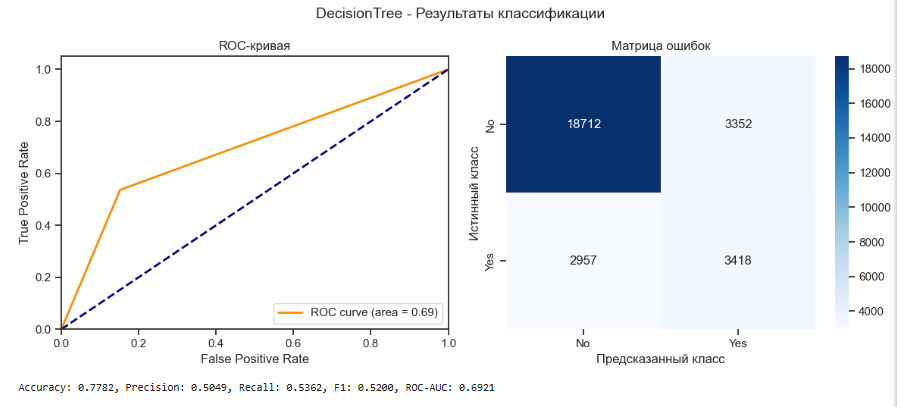 DecisionTree - Результаты классификации
ROC-кривая
1.0
0.8
0.6
0.4
0.2
0.0
True Positive Rate
ROC curve (area = 0.69)
0.0 0.2 0.4 0.6 0.8 1.0
False Positive Rate
Матрица ошибок
Истинный класс
No
Yes
18712 3352
2957 3418
No Yes
Предсказанный класс
18000
16000
14000
12000
10000
8000
6000
4000
Accuracy: 0.7782, Precision: 0.5049, Recall: 0.5362, F1: 0.5200, ROC-AUC: 0.6921